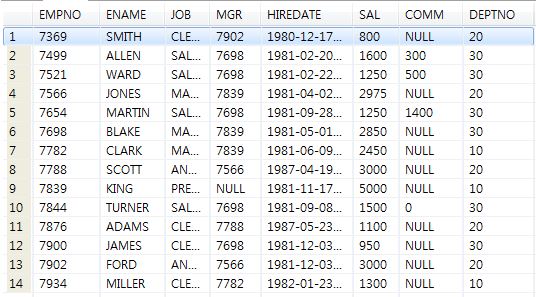 EMPNO ENAME JOB MGR HIREDATE SAL COMM DEPTNO
1 7369 SMITH CLE... 7902 1980-12-17... 800 NULL 20
2 7499 ALLEN SAL... 7698 1981-02-20... 1600 300 30
3 7521 WARD SAL... 7698 1981-02-22... 1250 500 30
4 7566 JONES MA... 7839 1981-04-02... 2975 NULL 20
5 7654 MARTIN SAL... 7698 1981-09-28... 1250 1400 30
6 7698 BLAKE MA... 7839 1981-05-01... 2850 NULL 30
7 7782 CLARK MA... 7839 1981-06-09... 2450 NULL 10
8 7788 SCOTT AN... 7566 1987-04-19... 3000 NULL 20
9 7839 KING PRE... NULL 1981-11-17... 5000 NULL 10
10 7844 TURNER SAL... 7698 1981-09-08... 1500 0 30
11 7876 ADAMS CLE... 7788 1987-05-23... 1100 NULL 20
12 7900 JAMES CLE... 7698 1981-12-03... 950 NULL 30
13 7902 FORD AN... 7566 1981-12-03... 3000 NULL 20
14 7934 MILLER CLE... 7782 1982-01-23... 1300 NULL 10